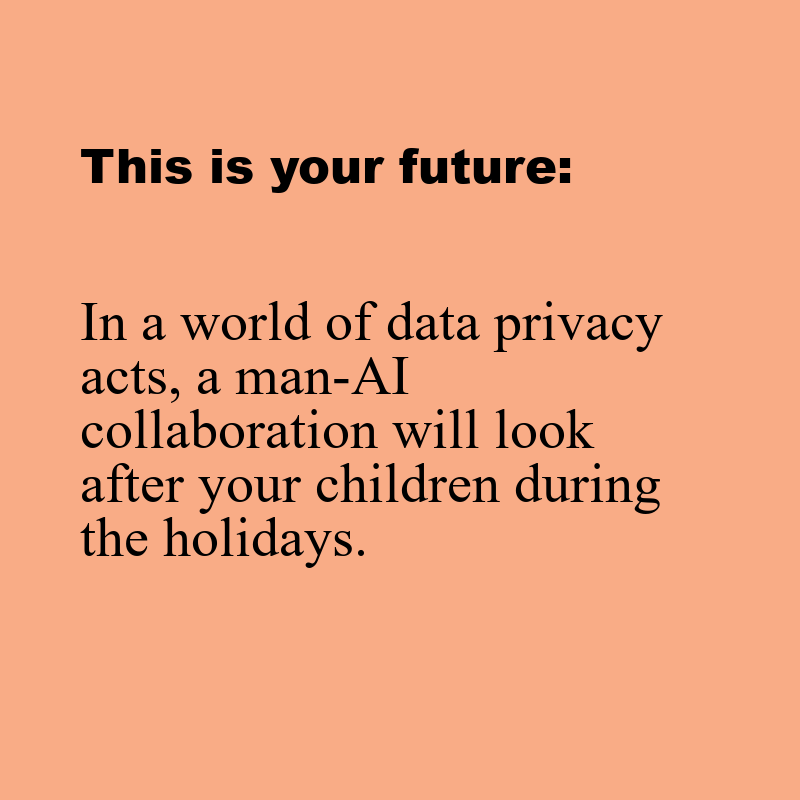 This is your future:
In a world of data privacy
acts, a man-AI
collaboration will look
after your children during
the holidays.